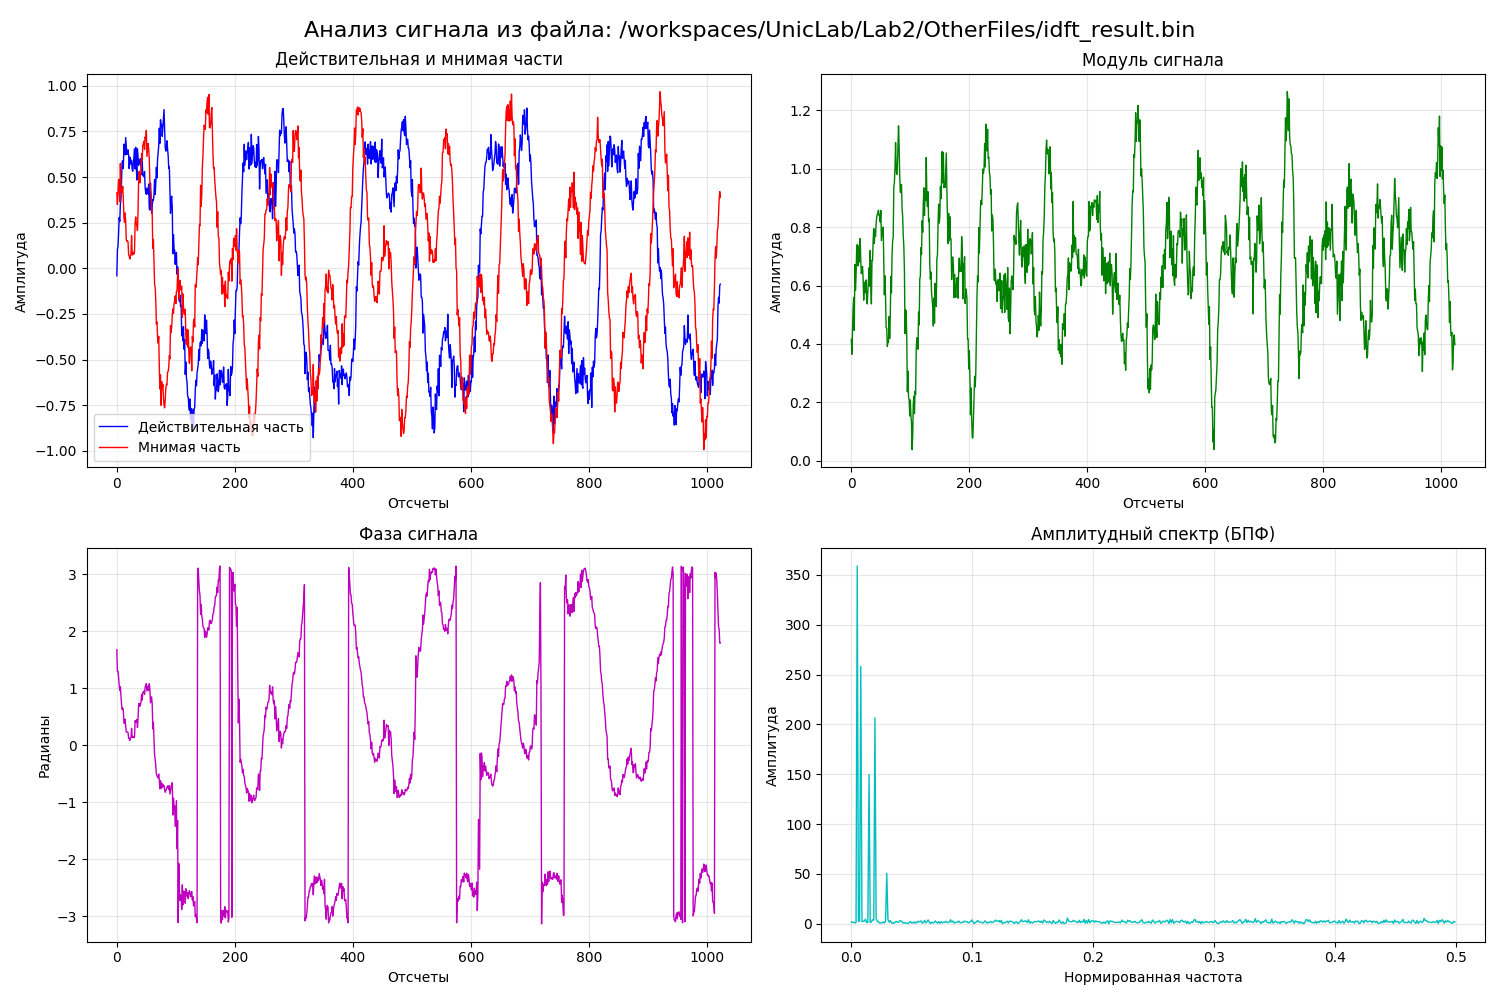 Анализ сигнала из файла: /workspaces/UnicLab/Lab2/OtherFiles/idft_result.bin
Действительная и мнимая части
1.00
0.75
0.50
0.25
0.00
−0.25
−0.50
−0.75
−1.00
Амплитуда
Действительная часть
Мнимая часть
0 200 400 600 800 1000
Отсчеты
Модуль сигнала
1.2
1.0
0.8
0.6
0.4
0.2
0.0
Амплитуда
0 200 400 600 800 1000
Отсчеты
Фаза сигнала
3
2
1
0
−1
−2
−3
Радианы
0 200 400 600 800 1000
Отсчеты
Амплитудный спектр (БПФ)
350
300
250
200
150
100
50
0
Амплитуда
0.0 0.1 0.2 0.3 0.4 0.5
Нормированная частота